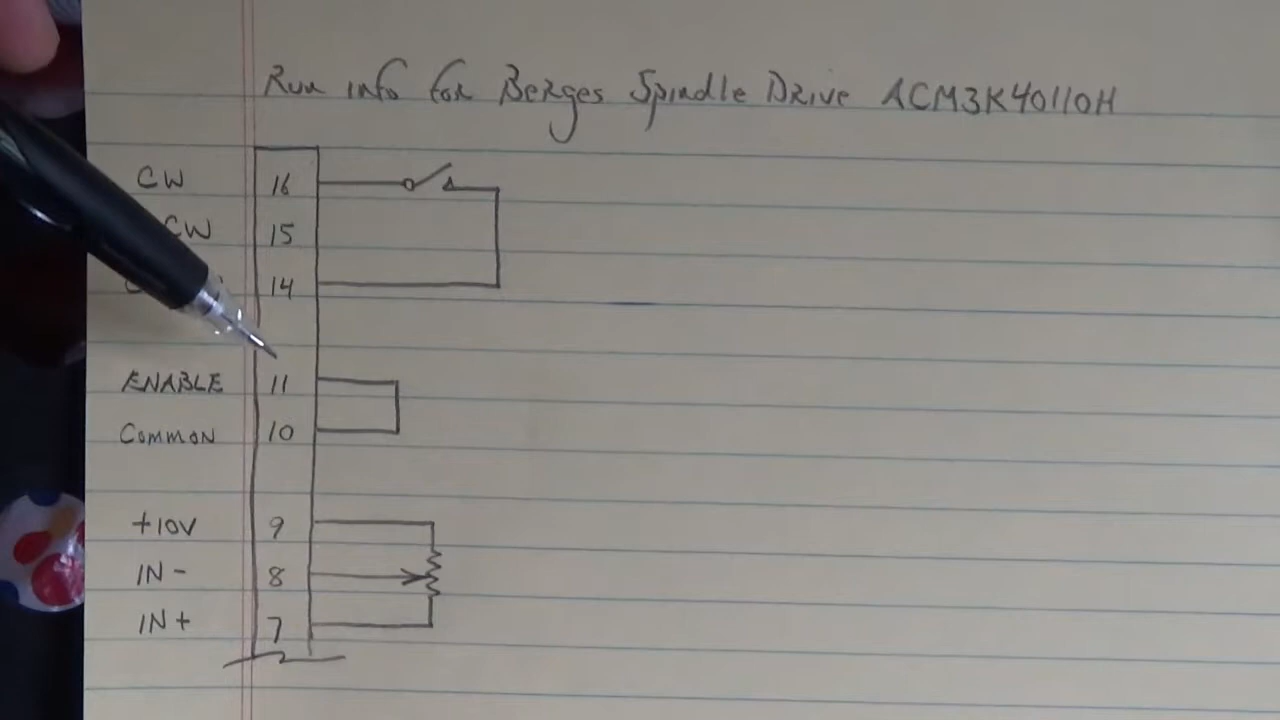 Run info for Berges Spindle Drive ACM3K40110H
CW 16
CW 15
14
ENABLE 11
COMMON 10
+10V 9
IN- 8
IN+ 7